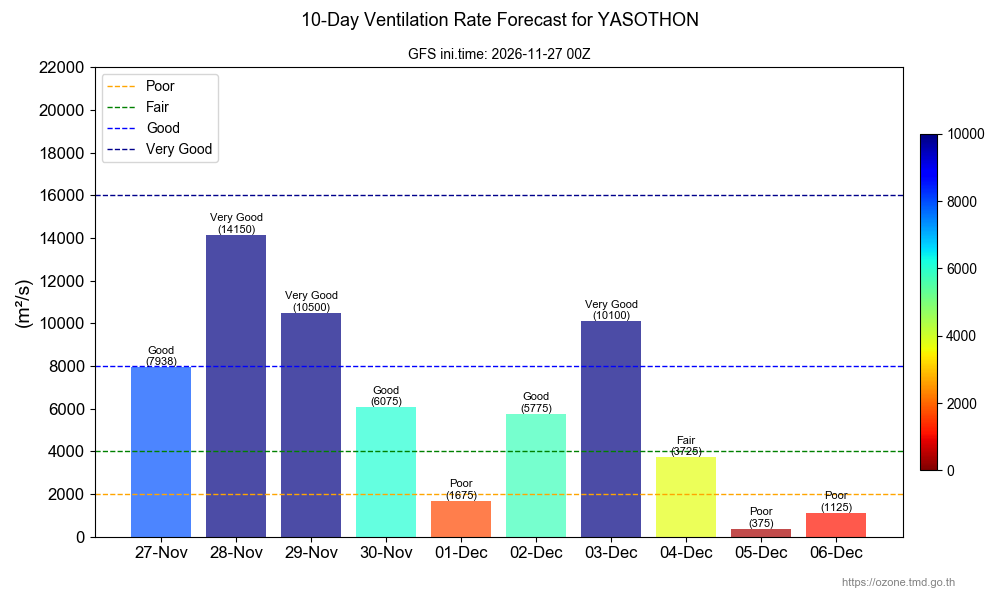 10-Day Ventilation Rate Forecast for YASOTHON
GFS ini.time: 2026-11-27 00Z
22000
20000
18000
16000
14000
12000
10000
8000
6000
4000
2000
0
(m²/s)
Poor
Fair
Good
Very Good
Good
(7938)
Very Good
(14150)
Very Good
(10500)
Good
(6075)
Poor
(1675)
Good
(5775)
Very Good
(10100)
Fair
(3725)
Poor
(375)
Poor
(1125)
27-Nov 28-Nov 29-Nov 30-Nov 01-Dec 02-Dec 03-Dec 04-Dec 05-Dec 06-Dec
10000
8000
6000
4000
2000
0
https://ozone.tmd.go.th